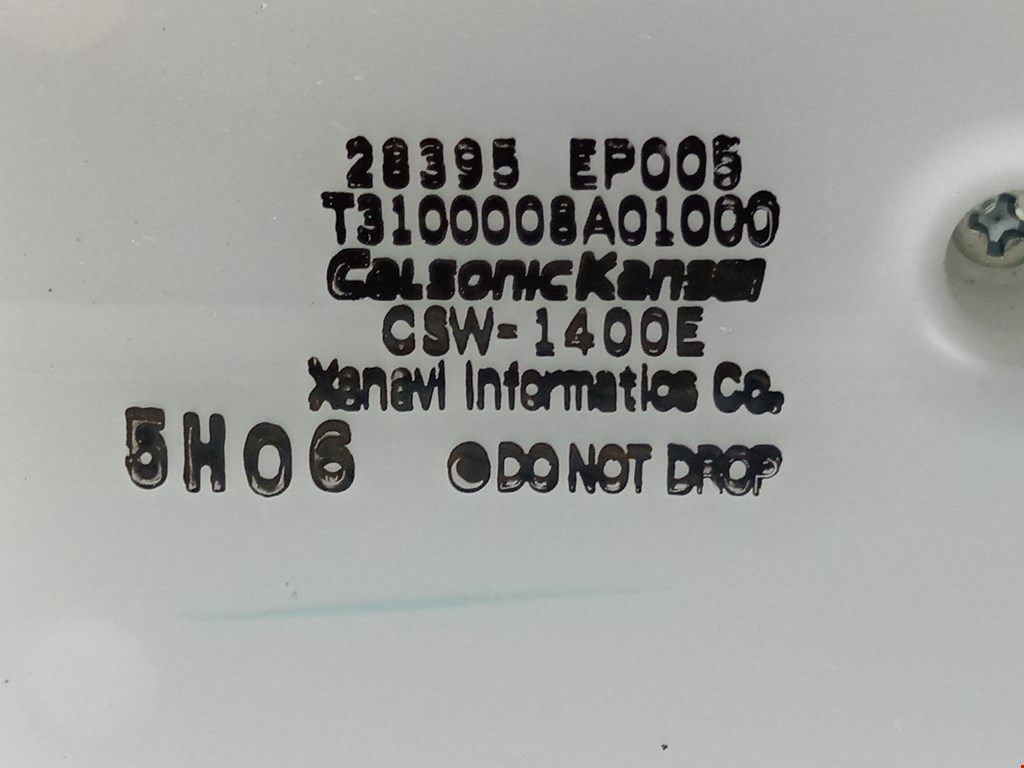 28395 EP005
T3100008A01000
CalsonicKansei
CSW-1400E
Xanavi Informatics Co.
5H06 ●DO NOT DROP